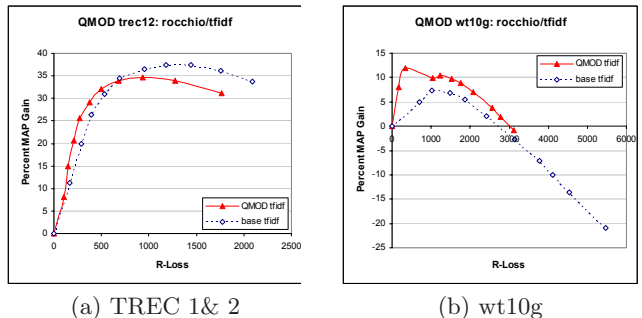 QMOD trec12: rocchio/tfidf
40
35
30
25
20
15
10
5
0
Percent MAP Gain
0 500 1000 1500 2000 2500
R-Loss
QMOD tfidf
base tfidf
(a) TREC 1& 2
QMOD wt10g: rocchio/tfidf
15
10
5
0
-5
-10
-15
-20
-25
Percent MAP Gain
0 1000 2000 3000 4000 5000 6000
R-Loss
QMOD tfidf
base tfidf
(b) wt10g